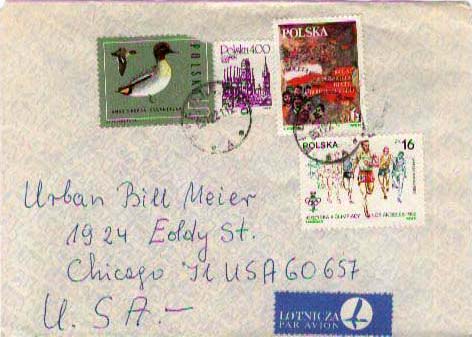 POLSKA
Polska 400
POLSKA
POLSKA 16
Urban Bill Meier
1924 Eddy St.
Chicago Il USA 60657
U. S A.-
LOTNICZA
PAR AVION